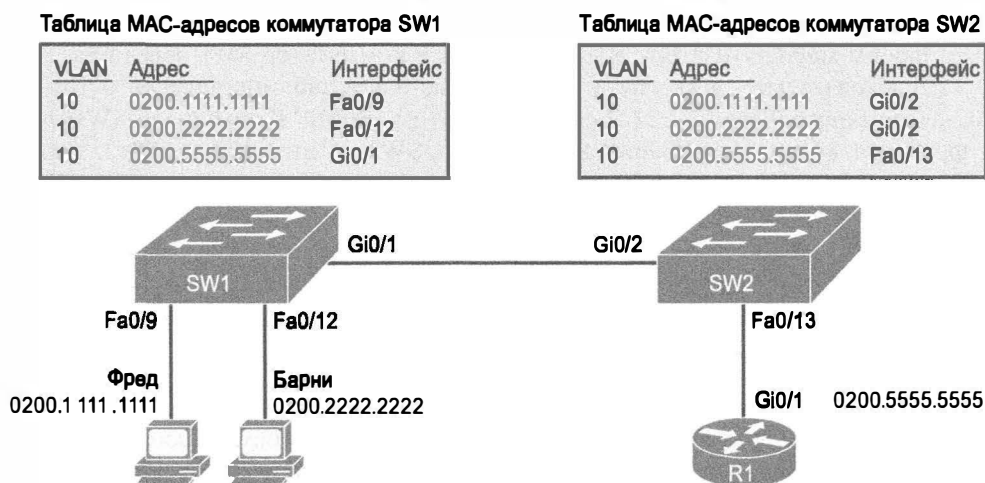 Таблица МАС-адресов коммутатора SW1
VLAN Адрес Интерфейс
10 0200.1111.1111 Fa0/9
10 0200.2222.2222 Fa0/12
10 0200.5555.5555 Gi0/1
Таблица МАС-адресов коммутатора SW2
VLAN Адрес Интерфейс
10 0200.1111.1111 Gi0/2
10 0200.2222.2222 Gi0/2
10 0200.5555.5555 Fa0/13
Gi0/1
Gi0/2
SW1
SW2
Fa0/9
Fa0/12
Fa0/13
Фред
0200.1 111 .1111
Барни
0200.2222.2222
Gi0/1 0200.5555.5555
R1